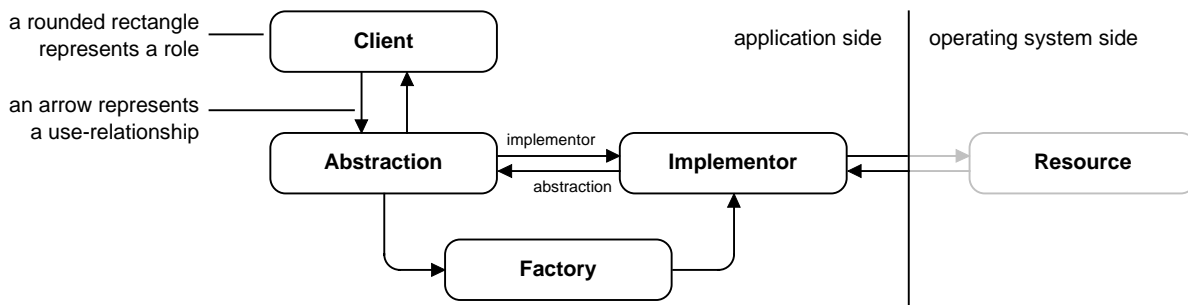 a rounded rectangle
represents a role
Client
application side
operating system side
an arrow represents
a use-relationship
Abstraction
implementor
abstraction
Implementor
Resource
Factory